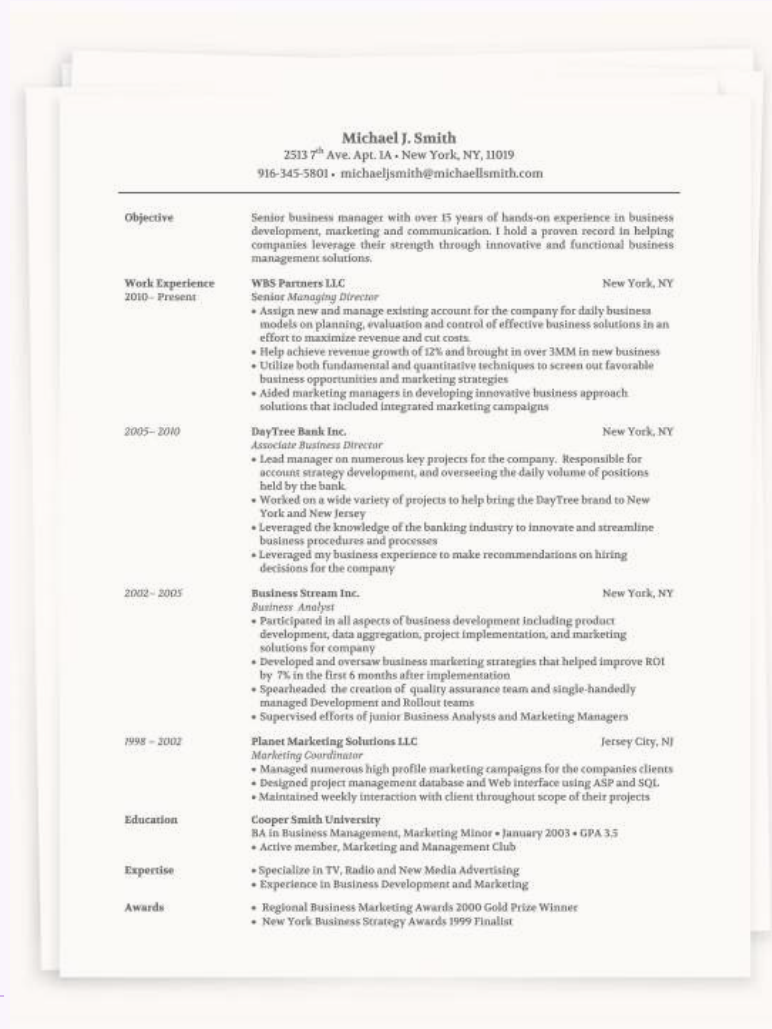 Michael J. Smith
2513 7th Ave. Apt. 1A • New York, NY, 11019
916-345-5801 • michaeljsmith@michaellsmith.com
Objective Senior business manager with over 15 years of hands-on experience in business
development, marketing and communication. I hold a proven record in helping
companies leverage their strength through innovative and functional business
management solutions.
Work Experience WBS Partners LLC New York, NY
2010– Present Senior Managing Director
• Assign new and manage existing account for the company for daily business
models on planning, evaluation and control of effective business solutions in an
effort to maximize revenue and cut costs.
• Help achieve revenue growth of 12% and brought in over 3MM in new business
• Utilize both fundamental and quantitative techniques to screen out favorable
business opportunities and marketing strategies
• Aided marketing managers in developing innovative business approach
solutions that included integrated marketing campaigns
2005– 2010 DayTree Bank Inc. New York, NY
Associate Business Director
• Lead manager on numerous key projects for the company. Responsible for
account strategy development, and overseeing the daily volume of positions
held by the bank.
• Worked on a wide variety of projects to help bring the DayTree brand to New
York and New Jersey
• Leveraged the knowledge of the banking industry to innovate and streamline
business procedures and processes
• Leveraged my business experience to make recommendations on hiring
decisions for the company
2002– 2005 Business Stream Inc. New York, NY
Business Analyst
• Participated in all aspects of business development including product
development, data aggregation, project implementation, and marketing
solutions for company
• Developed and oversaw business marketing strategies that helped improve ROI
by 7% in the first 6 months after implementation
• Spearheaded the creation of quality assurance team and single-handedly
managed Development and Rollout teams
• Supervised efforts of junior Business Analysts and Marketing Managers
1998 – 2002 Planet Marketing Solutions LLC Jersey City, NJ
Marketing Coordinator
• Managed numerous high profile marketing campaigns for the companies clients
• Designed project management database and Web interface using ASP and SQL
• Maintained weekly interaction with client throughout scope of their projects
Education Cooper Smith University
BA in Business Management, Marketing Minor • January 2003 • GPA 3.5
• Active member, Marketing and Management Club
Expertise • Specialize in TV, Radio and New Media Advertising
• Experience in Business Development and Marketing
Awards • Regional Business Marketing Awards 2000 Gold Prize Winner
• New York Business Strategy Awards 1999 Finalist